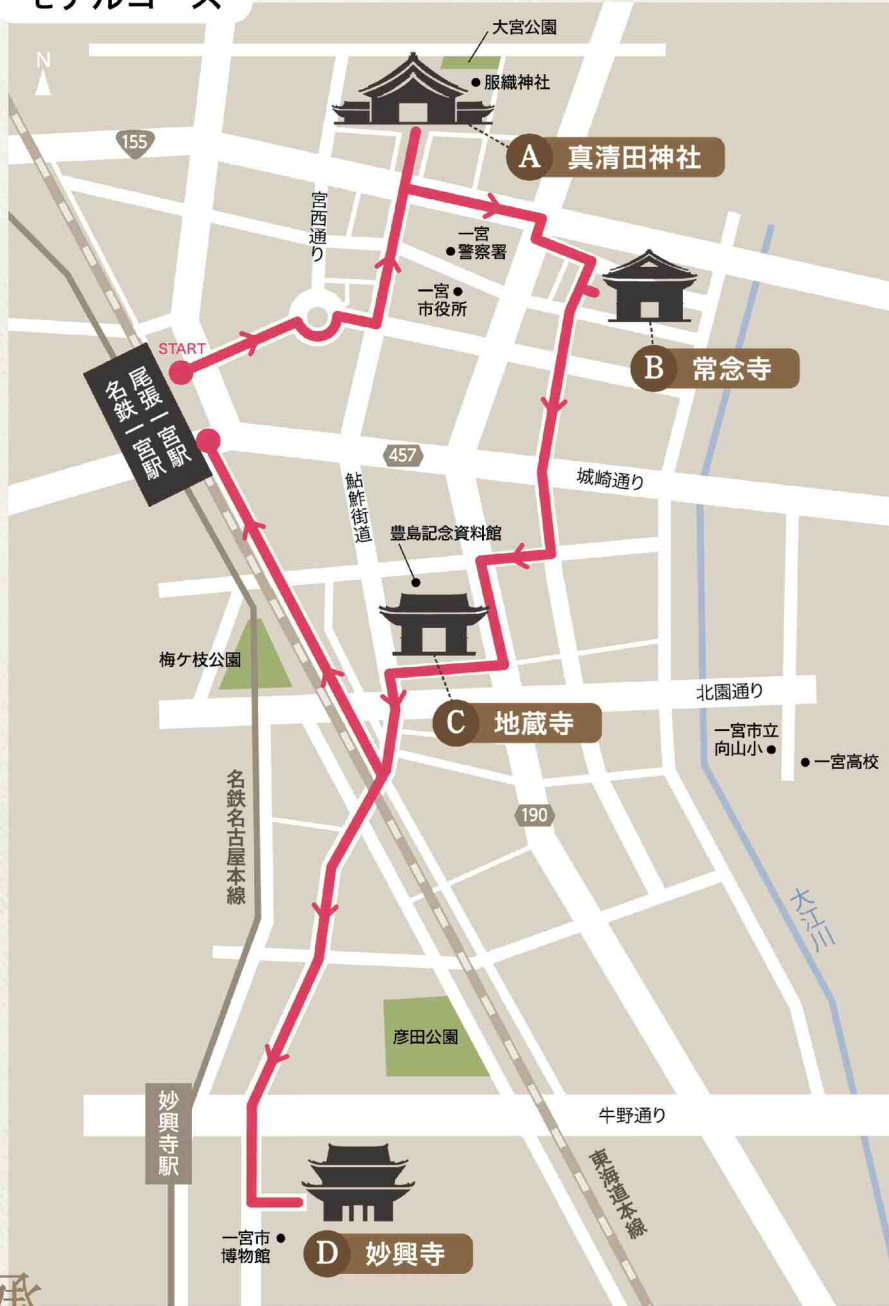 モデルコース
大宮公園
服織神社
N
155
A 真清田神社
宮西通り
一宮
警察署
一宮
市役所
START
B 常念寺
尾張一宮駅
名鉄一宮駅
457
城崎通り
鮎鮓街道
豊島記念資料館
梅ケ枝公園
北園通り
C 地蔵寺
一宮市立
向山小
一宮高校
名鉄名古屋本線
190
大江川
彦田公園
妙興寺駅
牛野通り
東海道本線
一宮市
博物館
D 妙興寺